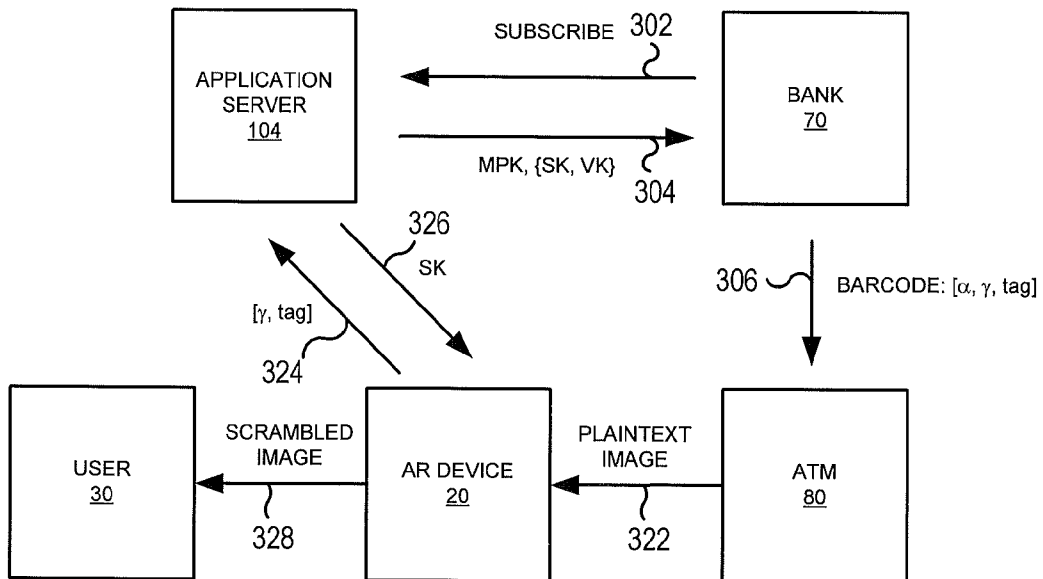 SUBSCRIBE
302
APPLICATION
SERVER
104
BANK
70
MPK, {SK, VK}
304
326
SK
306
BARCODE: [α, γ, tag]
[γ, tag]
324
SCRAMBLED
IMAGE
PLAINTEXT
IMAGE
USER
30
AR DEVICE
20
ATM
80
328
322